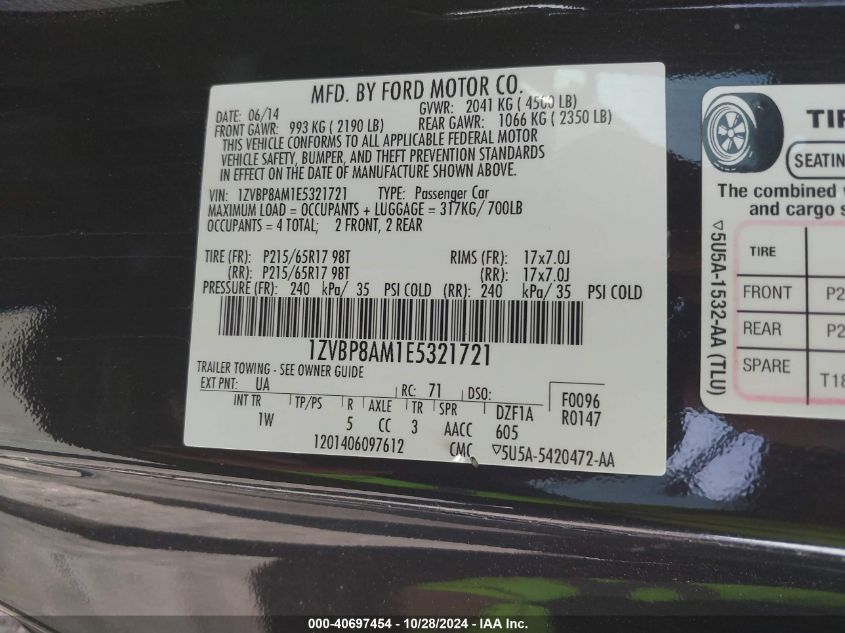 MFD. BY FORD MOTOR CO.
DATE: 06/14 GVWR: 2041 KG ( 4500 LB)
FRONT GAWR: 993 KG ( 2190 LB) REAR GAWR: 1066 KG ( 2350 LB)
THIS VEHICLE CONFORMS TO ALL APPLICABLE FEDERAL MOTOR
VEHICLE SAFETY, BUMPER, AND THEFT PREVENTION STANDARDS
IN EFFECT ON THE DATE OF MANUFACTURE SHOWN ABOVE.
VIN: 1ZVBP8AM1E5321721 TYPE: Passenger Car
MAXIMUM LOAD = OCCUPANTS + LUGGAGE = 317KG/ 700LB
OCCUPANTS = 4 TOTAL; 2 FRONT, 2 REAR
TIRE (FR): P215/65R17 98T RIMS (FR): 17x7.0J
(RR): P215/65R17 98T (RR): 17x7.0J
PRESSURE (FR): 240 kPa/ 35 PSI COLD (RR): 240 kPa/ 35 PSI COLD
1ZVBP8AM1E5321721
TRAILER TOWING - SEE OWNER GUIDE
EXT PNT: UA RC: 71 DSO: F0096
INT TR TP/PS R AXLE TR SPR DZF1A R0147
1W 5 CC 3 AACC 605
1201406097612 CMC ▽5U5A-5420472-AA
▽5U5A-1532-AA (TLU)
SEATIN
The combined
and cargo
TIRE
FRONT P2
REAR P2
SPARE T18
000-40697454 - 10/28/2024 - IAA Inc.